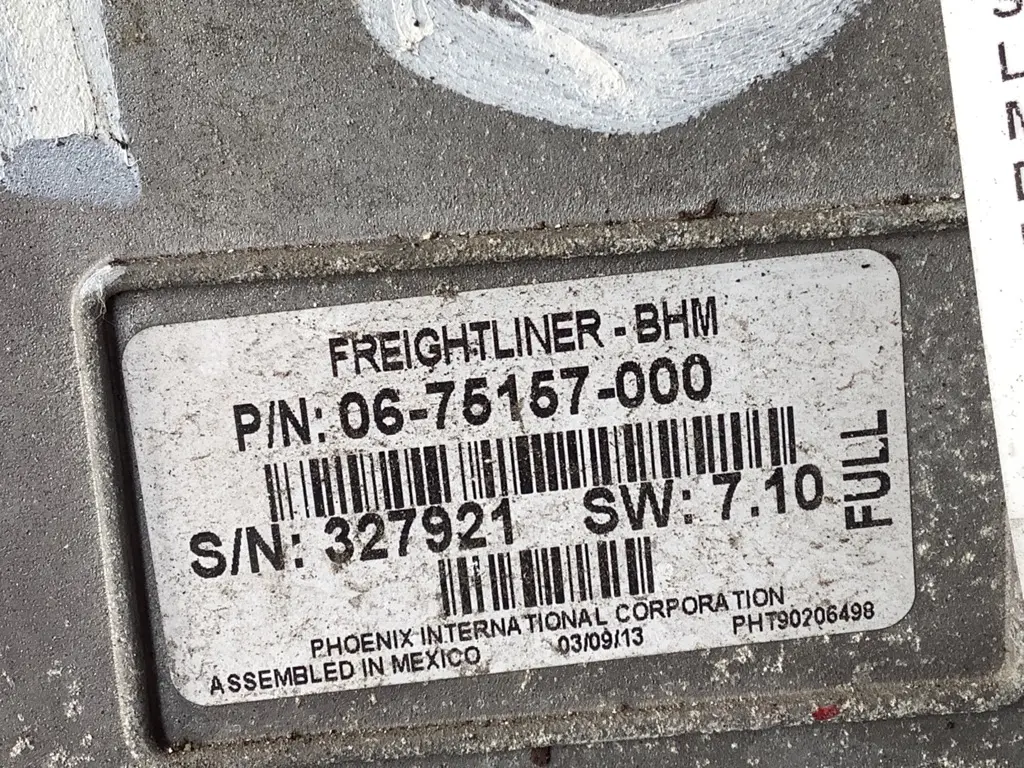 FREIGHTLINER - BHM
P/N: 06-75157-000
S/N: 327921 SW: 7.10
FULL
PHOENIX INTERNATIONAL CORPORATION
ASSEMBLED IN MEXICO 03/09/13 PHT90206498
L
M
D